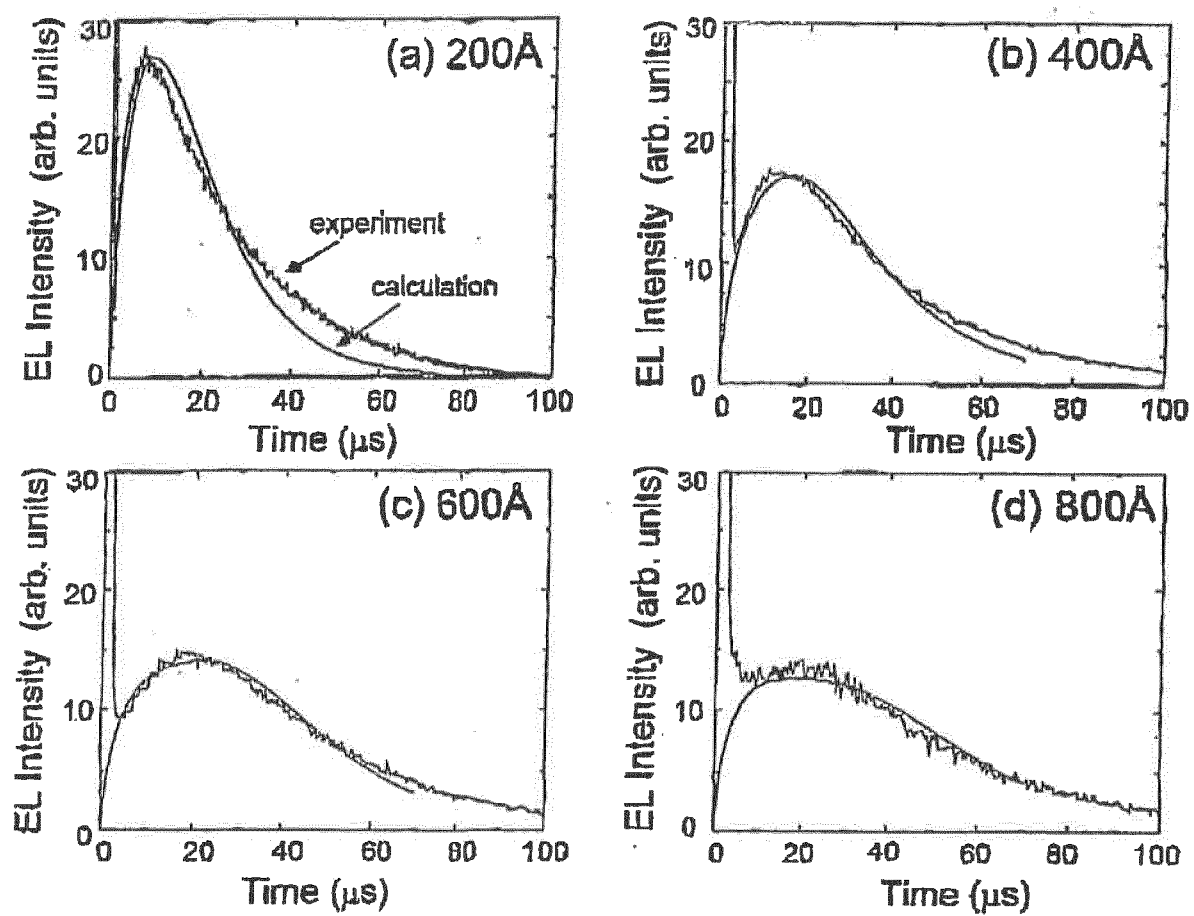 EL Intensity (arb. units)
30
20
10
0
(a) 200Å
experiment
calculation
0 20 40 60 80 100
Time (μs)
EL Intensity (arb. units)
30
20
10
0
(b) 400Å
0 20 40 60 80 100
Time (μs)
EL Intensity (arb. units)
30
20
10
0
(c) 600Å
0 20 40 60 80 100
Time (μs)
EL Intensity (arb. units)
30
20
10
0
(d) 800Å
0 20 40 60 80 100
Time (μs)